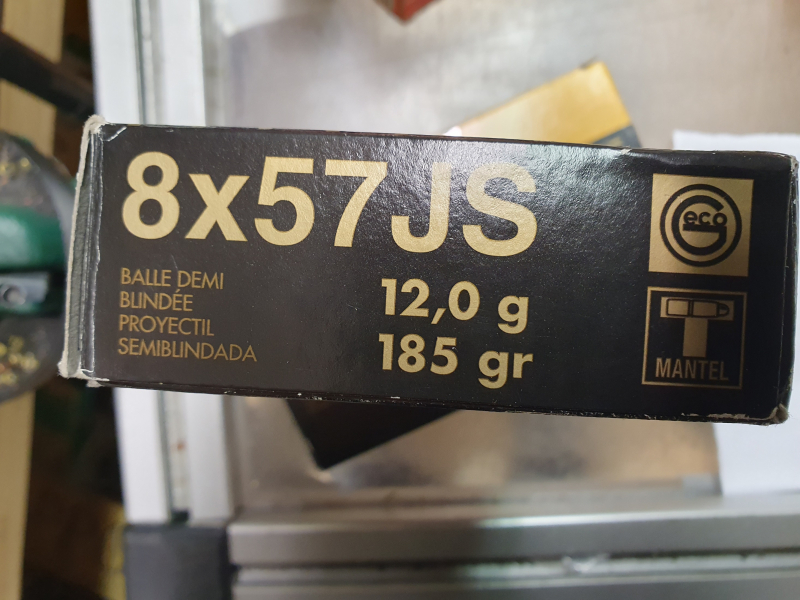 8x57JS
BALLE DEMI
BLINDÉE
PROYECTIL
SEMIBLINDADA
12,0 g
185 gr
geco
MANTEL